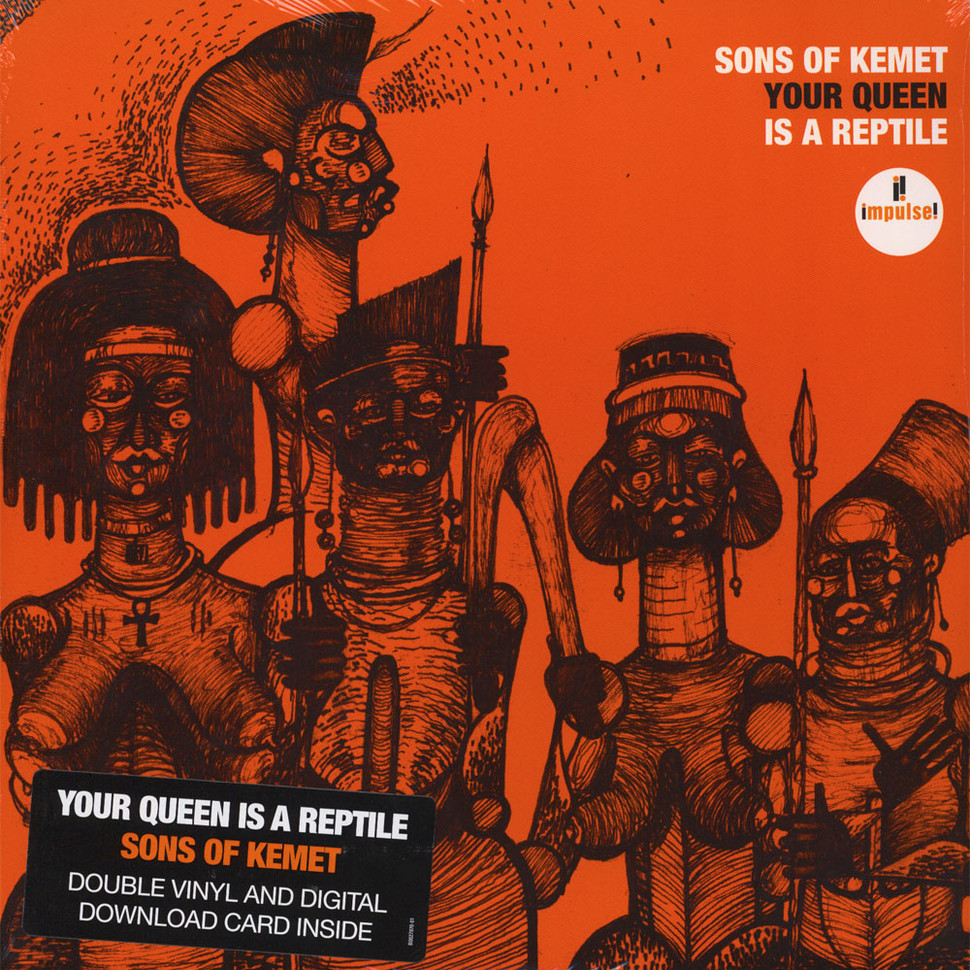 SONS OF KEMET
YOUR QUEEN
IS A REPTILE
impulse!
YOUR QUEEN IS A REPTILE
SONS OF KEMET
DOUBLE VINYL AND DIGITAL
DOWNLOAD CARD INSIDE